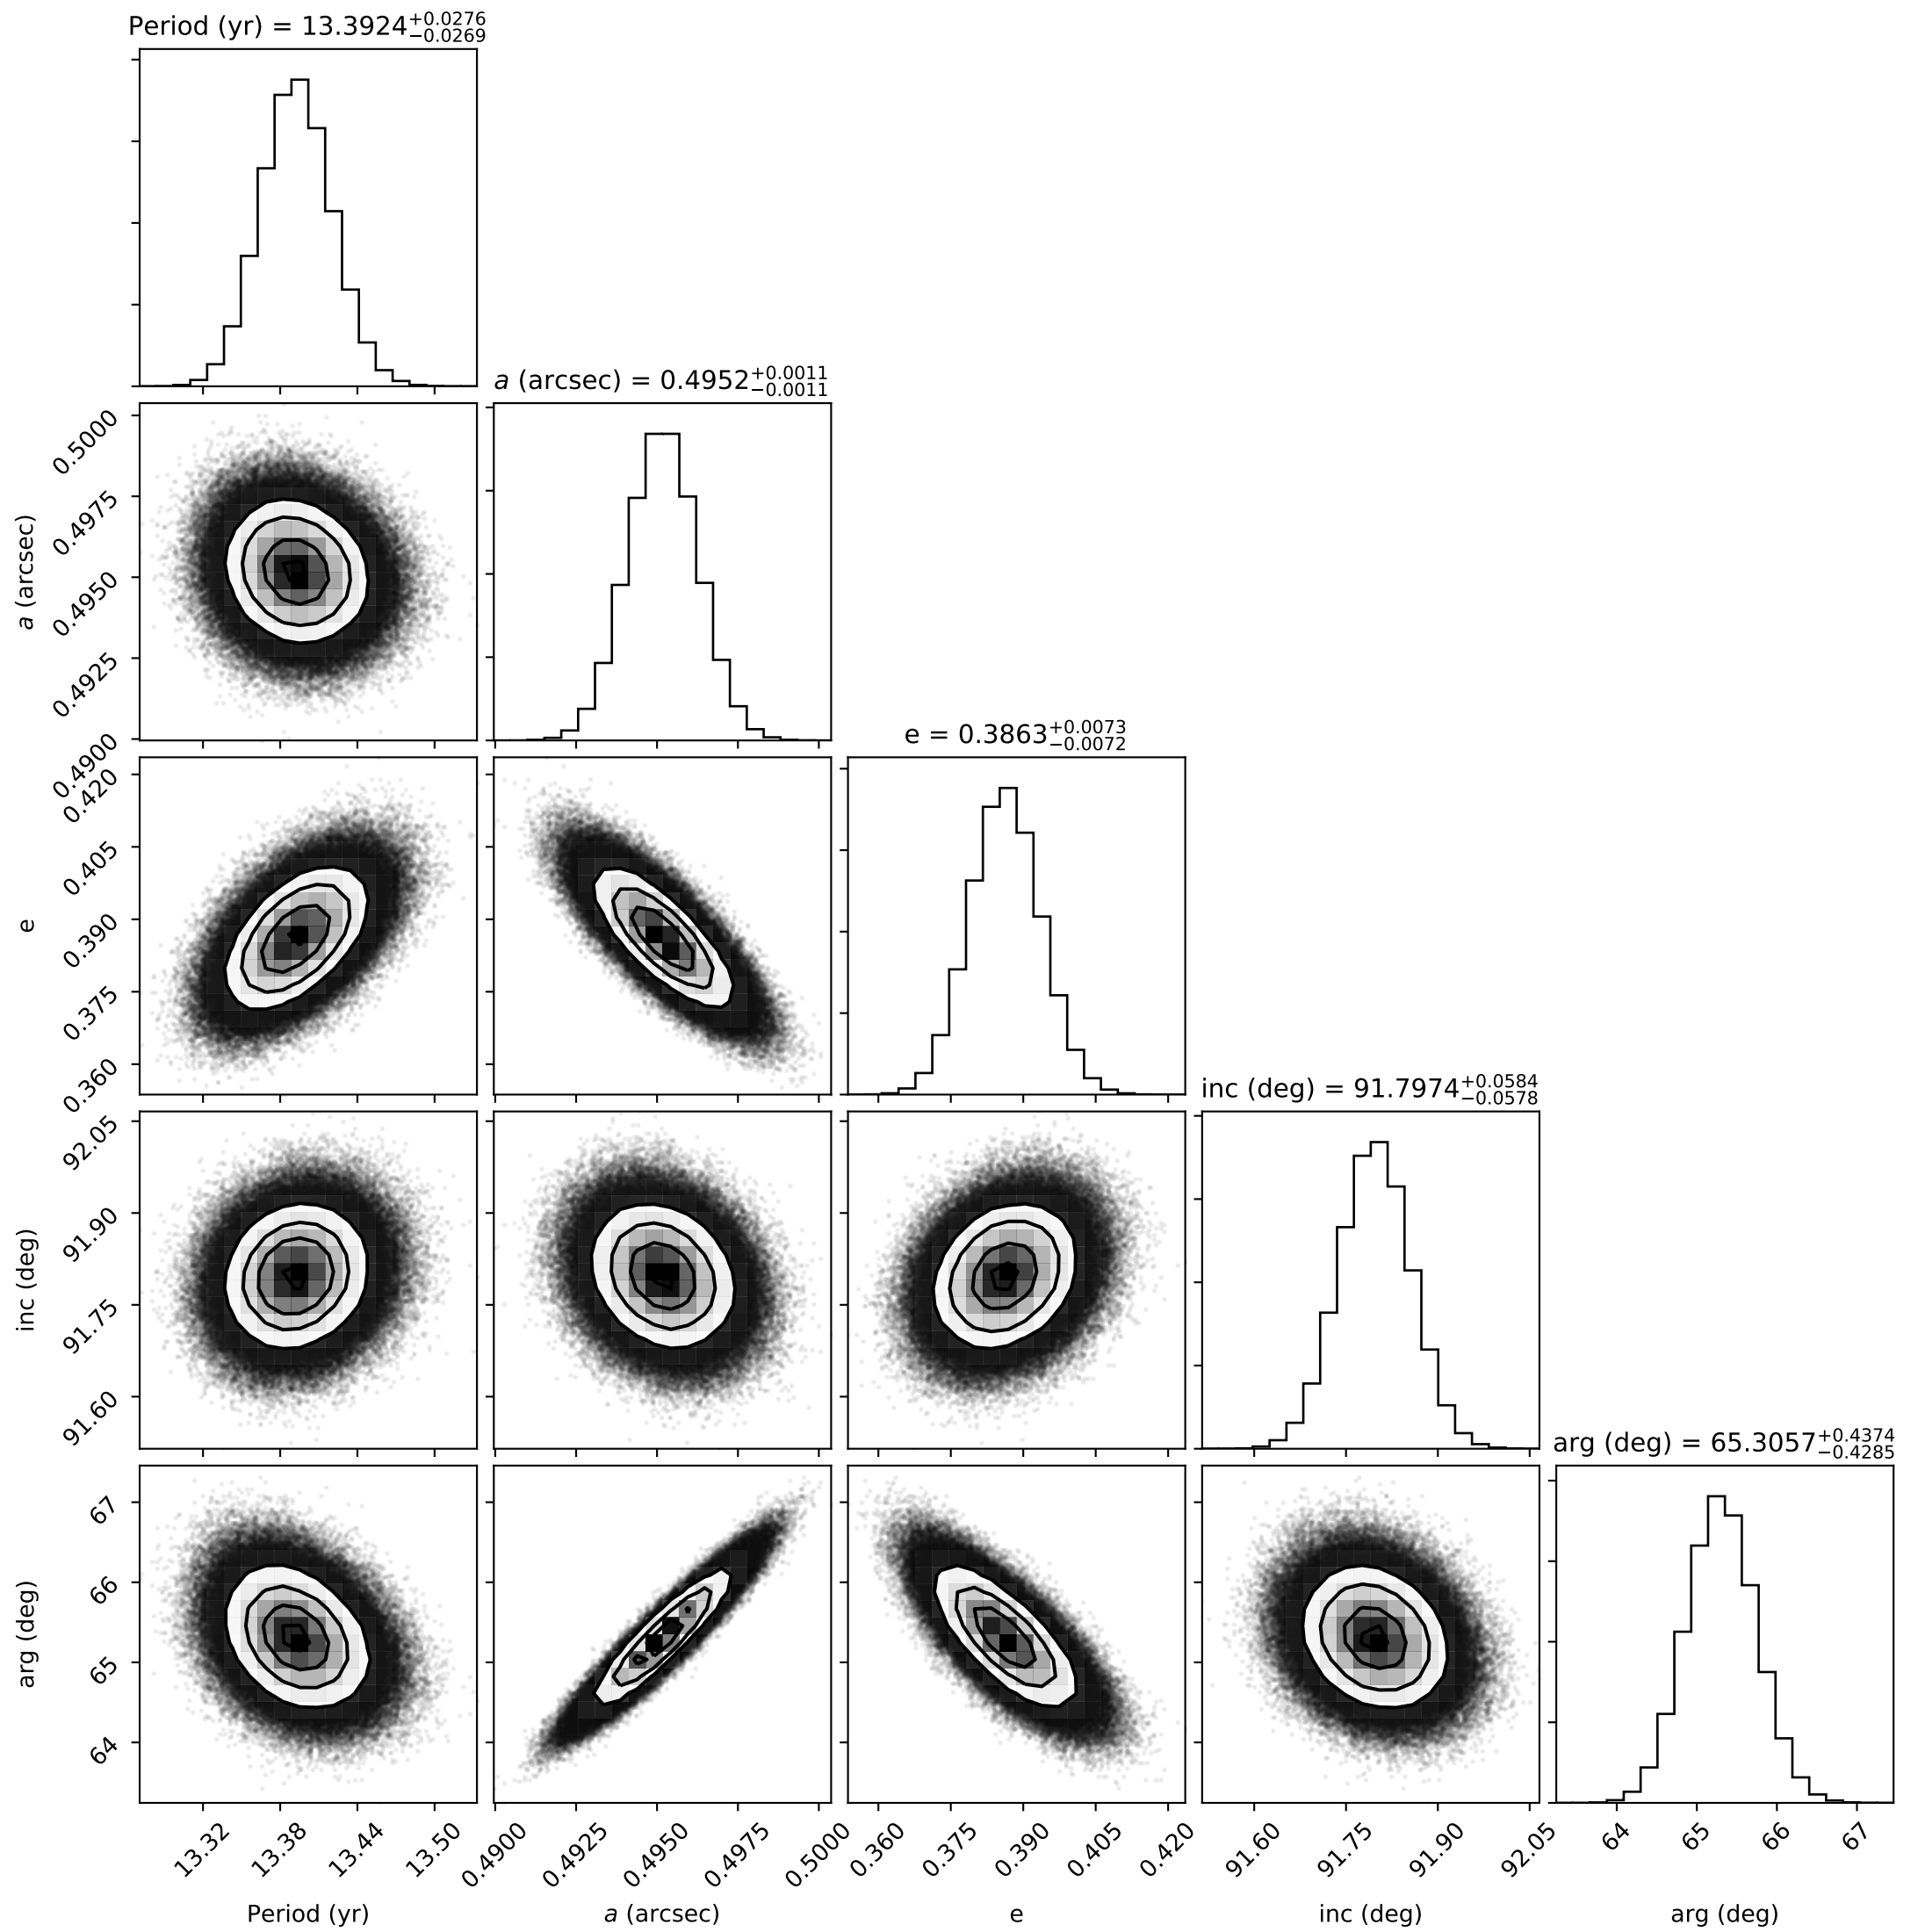 Period (yr) = 13.3924 +0.0276 −0.0269
a (arcsec) = 0.4952 +0.0011 −0.0011
a (arcsec)
0.5000
0.4975
0.4950
0.4925
0.4900
e = 0.3863 +0.0073 −0.0072
e
0.420
0.405
0.390
0.375
0.360
inc (deg) = 91.7974 +0.0584 −0.0578
inc (deg)
92.05
91.90
91.75
91.60
arg (deg) = 65.3057 +0.4374 −0.4285
arg (deg)
67
66
65
64
13.32 13.38 13.44 13.50 0.4900 0.4925 0.4950 0.4975 0.5000 0.360 0.375 0.390 0.405 0.420 91.60 91.75 91.90 92.05 64 65 66 67
Period (yr) a (arcsec) e inc (deg) arg (deg)